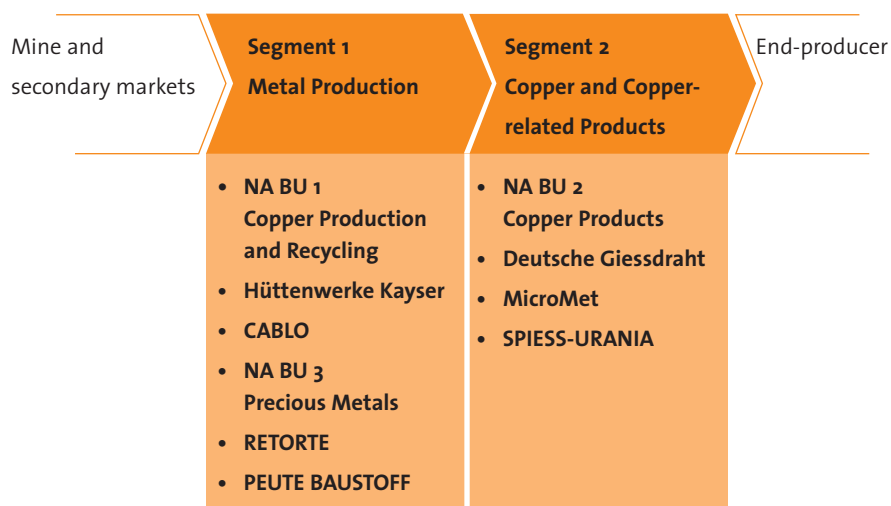 Mine and
secondary markets
Segment 1
Metal Production
Segment 2
Copper and Copper-
related Products
End-producer
• NA BU 1
Copper Production
and Recycling
• Hüttenwerke Kayser
• CABLO
• NA BU 3
Precious Metals
• RETORTE
• PEUTE BAUSTOFF
• NA BU 2
Copper Products
• Deutsche Giessdraht
• MicroMet
• SPIESS-URANIA